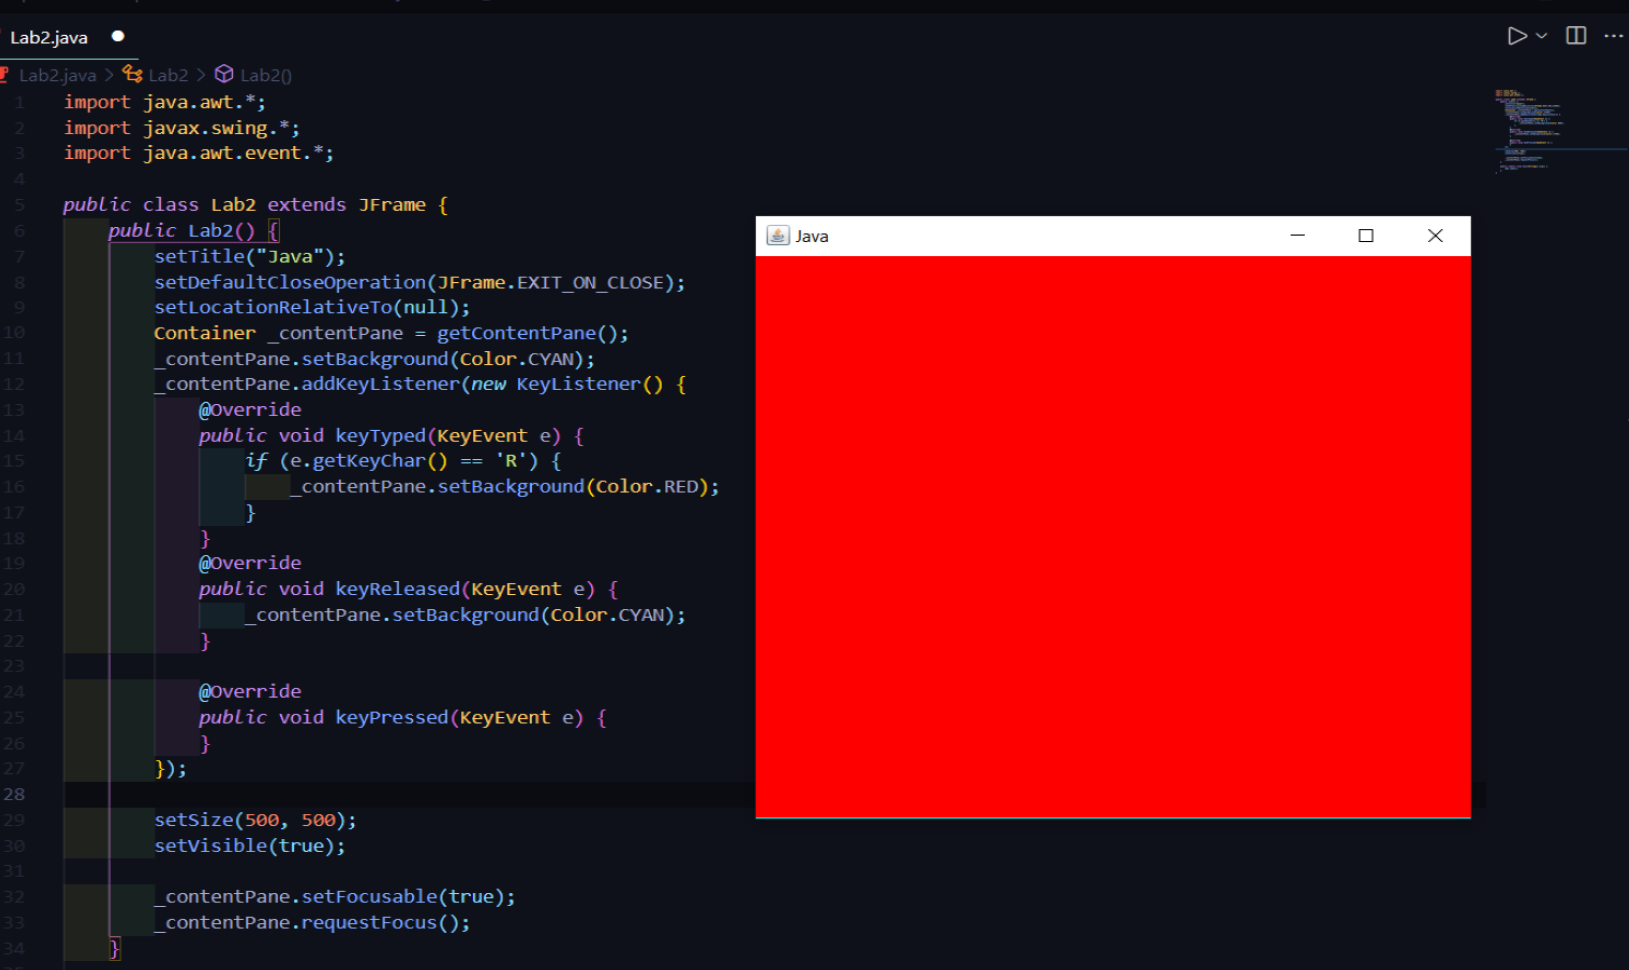 Lab2.java
Lab2.java > Lab2 > Lab2()
1 import java.awt.*;
2 import javax.swing.*;
3 import java.awt.event.*;
4
5 public class Lab2 extends JFrame {
6 public Lab2() {
7 setTitle("Java");
8 setDefaultCloseOperation(JFrame.EXIT_ON_CLOSE);
9 setLocationRelativeTo(null);
10 Container _contentPane = getContentPane();
11 _contentPane.setBackground(Color.CYAN);
12 _contentPane.addKeyListener(new KeyListener() {
13 @Override
14 public void keyTyped(KeyEvent e) {
15 if (e.getKeyChar() == 'R') {
16 _contentPane.setBackground(Color.RED);
17 }
18 }
19 @Override
20 public void keyReleased(KeyEvent e) {
21 _contentPane.setBackground(Color.CYAN);
22 }
23
24 @Override
25 public void keyPressed(KeyEvent e) {
26 }
27 });
28
29 setSize(500, 500);
30 setVisible(true);
31
32 _contentPane.setFocusable(true);
33 _contentPane.requestFocus();
34 }
Java